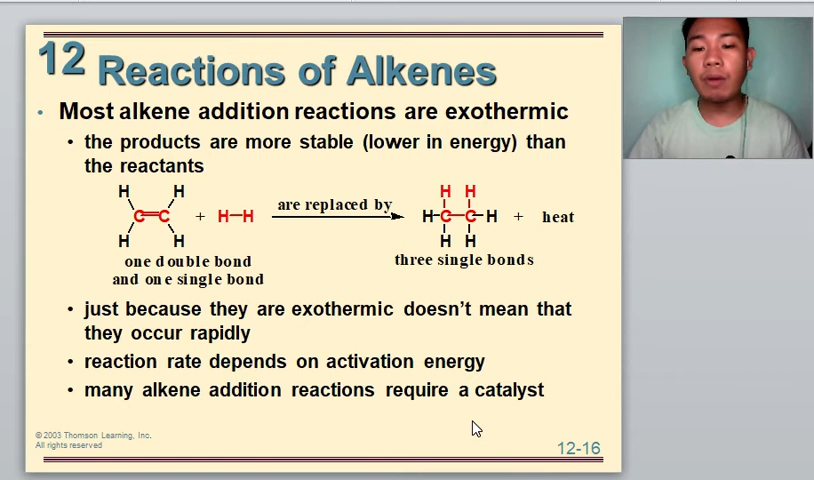 12 Reactions of Alkenes
• Most alkene addition reactions are exothermic
• the products are more stable (lower in energy) than
the reactants
H H H H
C=C + H—H are replaced by H—C—C—H + heat
H H H H
one double bond
and one single bond
three single bonds
• just because they are exothermic doesn't mean that
they occur rapidly
• reaction rate depends on activation energy
• many alkene addition reactions require a catalyst
© 2003 Thomson Learning, Inc.
All rights reserved
12-16